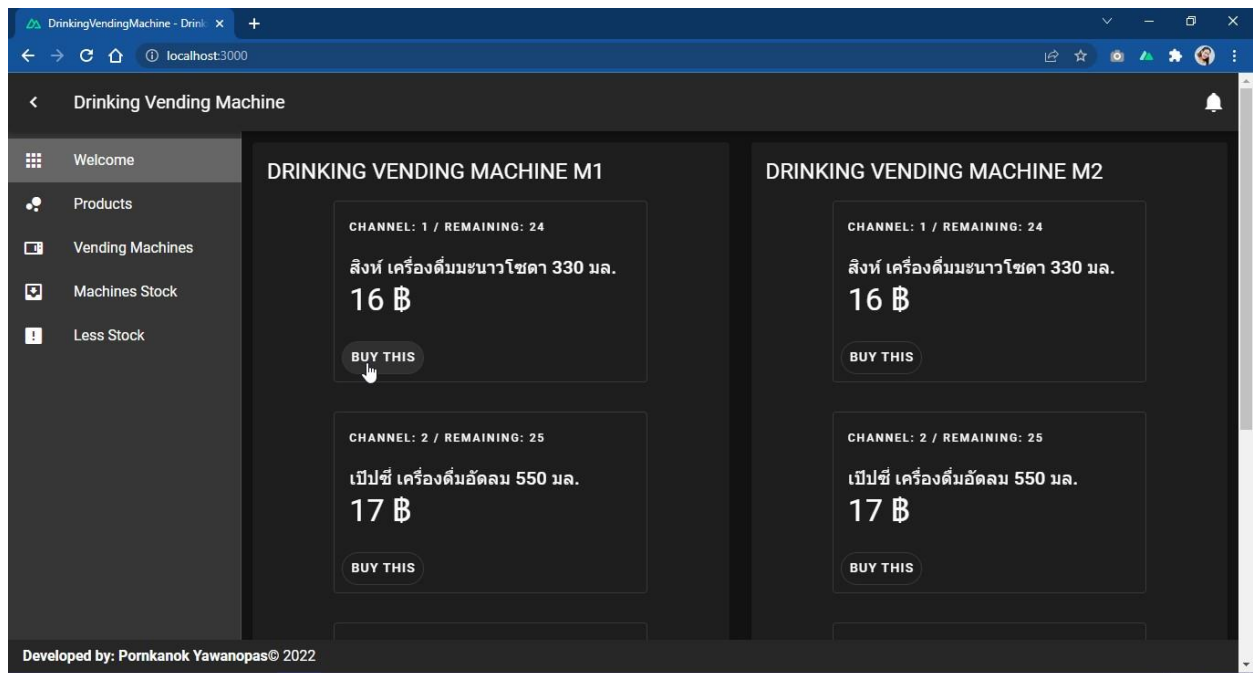 DrinkingVendingMachine - Drink
localhost:3000
Drinking Vending Machine
Welcome
Products
Vending Machines
Machines Stock
Less Stock
DRINKING VENDING MACHINE M1
CHANNEL: 1 / REMAINING: 24
สิงห์ เครื่องดื่มมะนาวโซดา 330 มล.
16 ฿
BUY THIS
CHANNEL: 2 / REMAINING: 25
เป๊ปซี่ เครื่องดื่มอัดลม 550 มล.
17 ฿
BUY THIS
DRINKING VENDING MACHINE M2
CHANNEL: 1 / REMAINING: 24
สิงห์ เครื่องดื่มมะนาวโซดา 330 มล.
16 ฿
BUY THIS
CHANNEL: 2 / REMAINING: 25
เป๊ปซี่ เครื่องดื่มอัดลม 550 มล.
17 ฿
BUY THIS
Developed by: Pornkanok Yawanopas© 2022